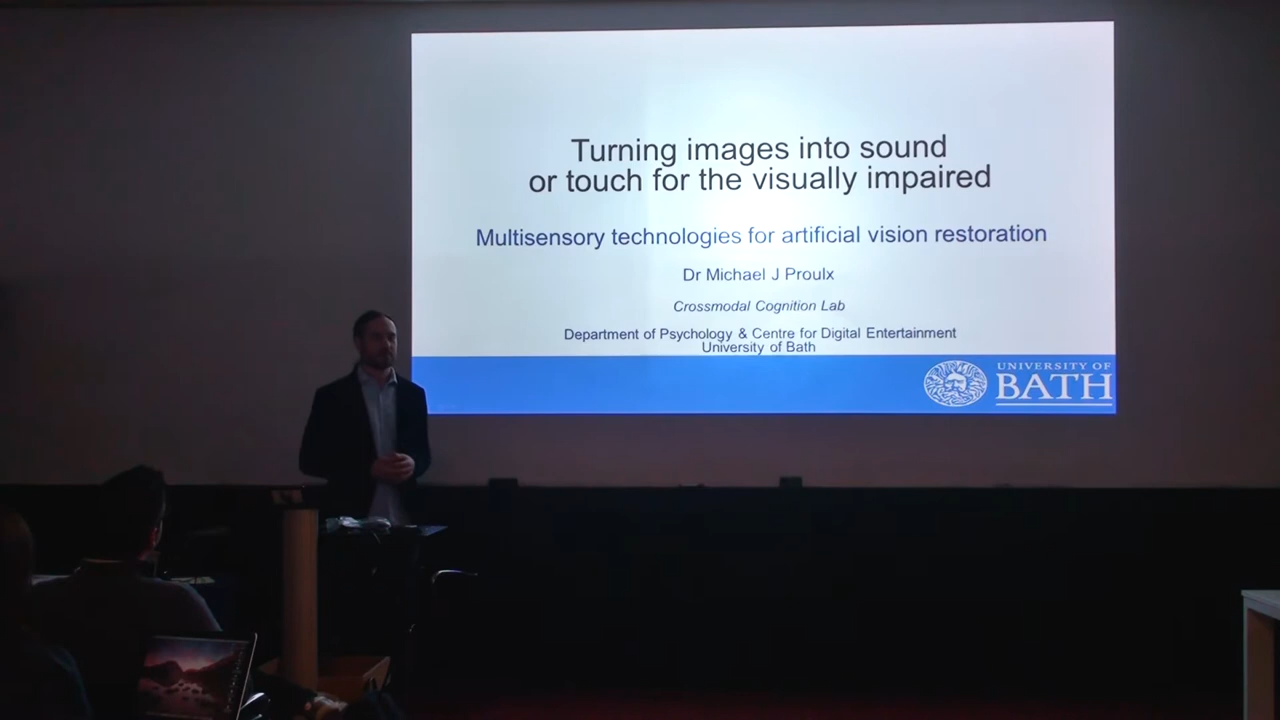 Turning images into sound
or touch for the visually impaired
Multisensory technologies for artificial vision restoration
Dr Michael J Proulx
Crossmodal Cognition Lab
Department of Psychology & Centre for Digital Entertainment
University of Bath
UNIVERSITY OF
BATH